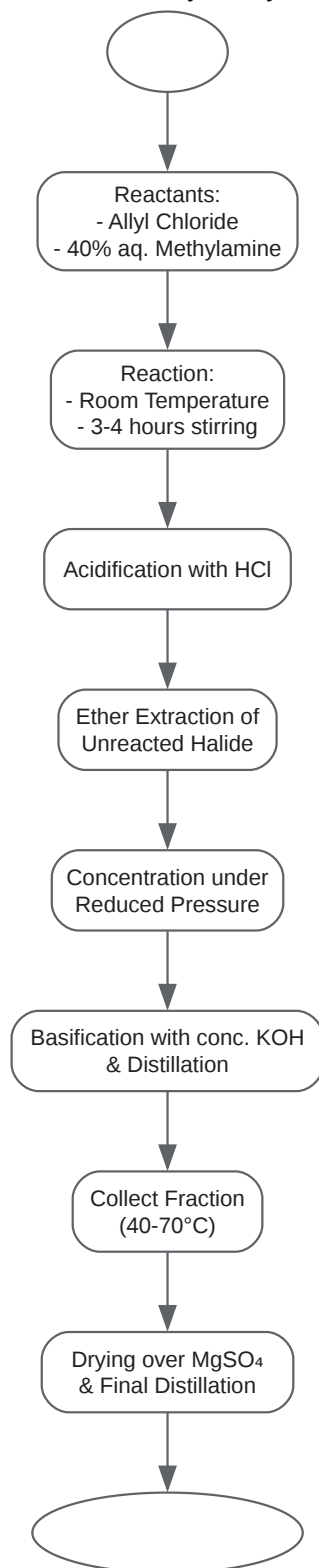 Reactants:
- Allyl Chloride
- 40% aq. Methylamine
Reaction:
- Room Temperature
- 3-4 hours stirring
Acidification with HCl
Ether Extraction of
Unreacted Halide
Concentration under
Reduced Pressure
Basification with conc. KOH
& Distillation
Collect Fraction
(40-70°C)
Drying over MgSO₄
& Final Distillation